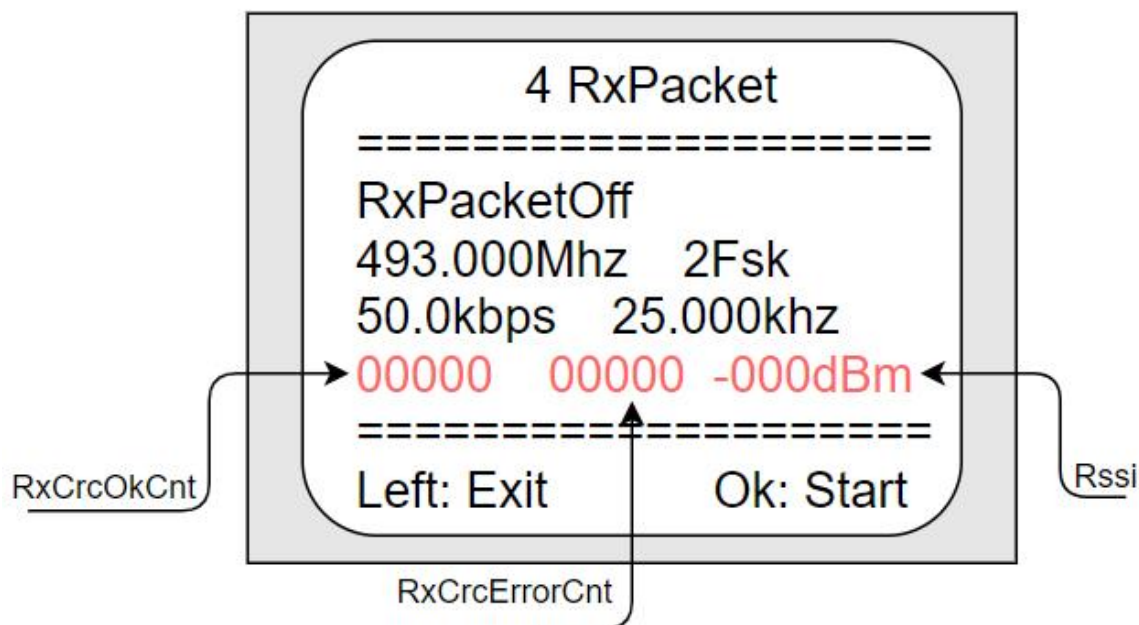 4 RxPacket
====================
RxPacketOff
493.000Mhz 2Fsk
50.0kbps 25.000khz
00000 00000 -000dBm
====================
RxCrcOkCnt
Left: Exit Ok: Start
Rssi
RxCrcErrorCnt